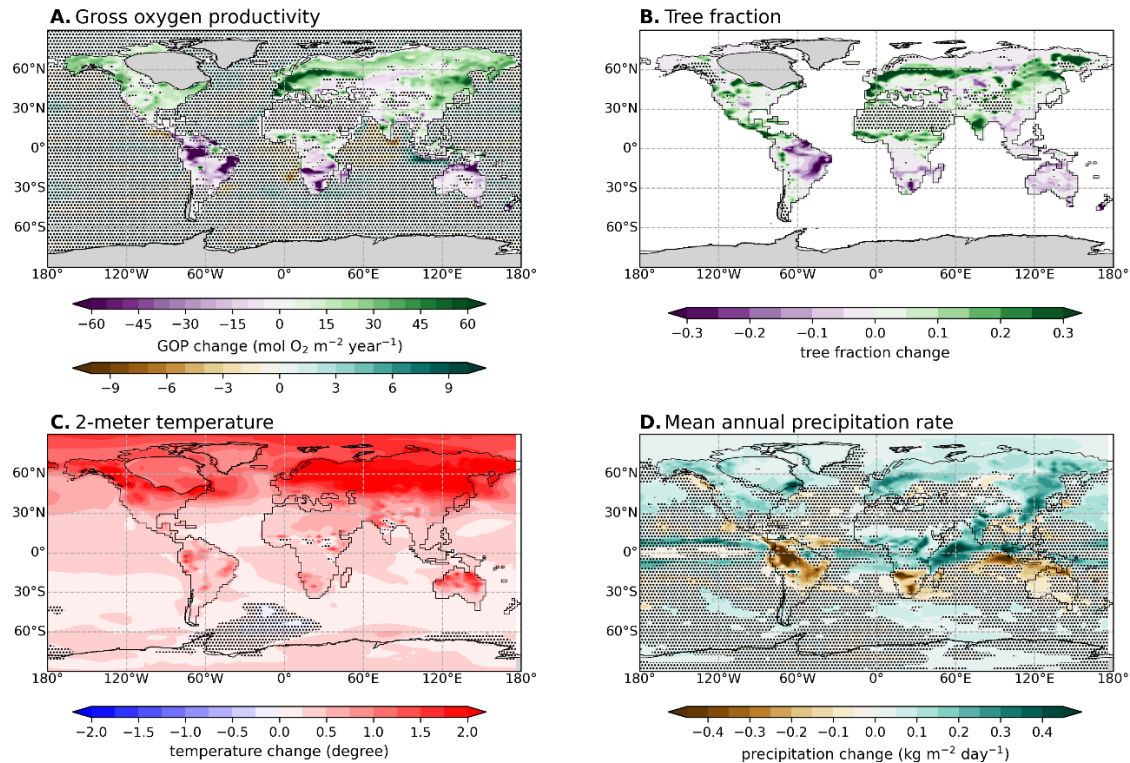 A. Gross oxygen productivity
60°N
30°N
0°
30°S
60°S
180° 120°W 60°W 0° 60°E 120°E 180°
−60 −45 −30 −15 0 15 30 45 60
GOP change (mol O₂ m⁻² year⁻¹)
−9 −6 −3 0 3 6 9
B. Tree fraction
60°N
30°N
0°
30°S
60°S
180° 120°W 60°W 0° 60°E 120°E 180°
−0.3 −0.2 −0.1 0.0 0.1 0.2 0.3
tree fraction change
C. 2-meter temperature
60°N
30°N
0°
30°S
60°S
180° 120°W 60°W 0° 60°E 120°E 180°
−2.0 −1.5 −1.0 −0.5 0.0 0.5 1.0 1.5 2.0
temperature change (degree)
D. Mean annual precipitation rate
60°N
30°N
0°
30°S
60°S
180° 120°W 60°W 0° 60°E 120°E 180°
−0.4 −0.3 −0.2 −0.1 0.0 0.1 0.2 0.3 0.4
precipitation change (kg m⁻² day⁻¹)